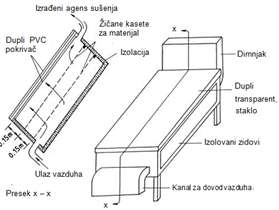 Izrađeni agens sušenja
Žičane kasete
za materijal
Dupli PVC
pokrivač
Izolacija
0.15m
0.15m
Ulaz vazduha
Presek x – x
x
Dimnjak
Dupli
transparent,
staklo
Izolovani zidovi
Kanal za dovod vazduha:
x